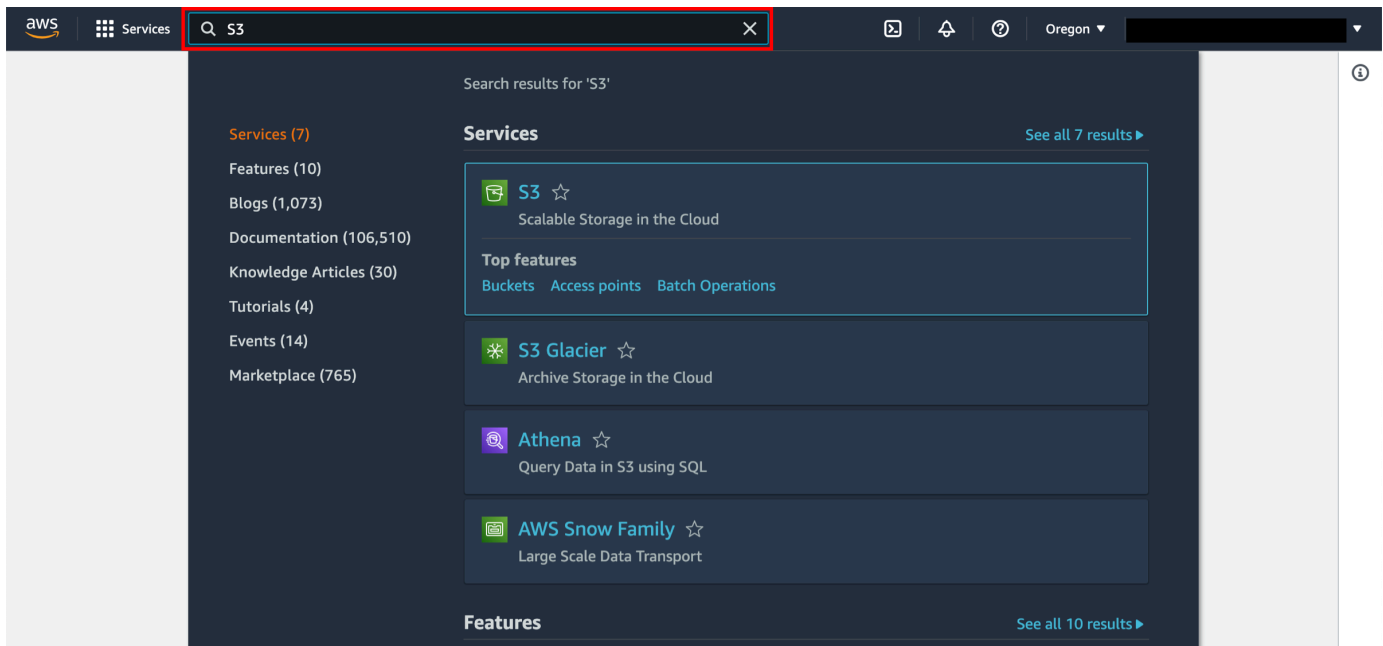 aws Services S3 Oregon
Search results for 'S3'
Services (7)
Features (10)
Blogs (1,073)
Documentation (106,510)
Knowledge Articles (30)
Tutorials (4)
Events (14)
Marketplace (765)
Services See all 7 results
S3
Scalable Storage in the Cloud
Top features
Buckets Access points Batch Operations
S3 Glacier
Archive Storage in the Cloud
Athena
Query Data in S3 using SQL
AWS Snow Family
Large Scale Data Transport
Features See all 10 results